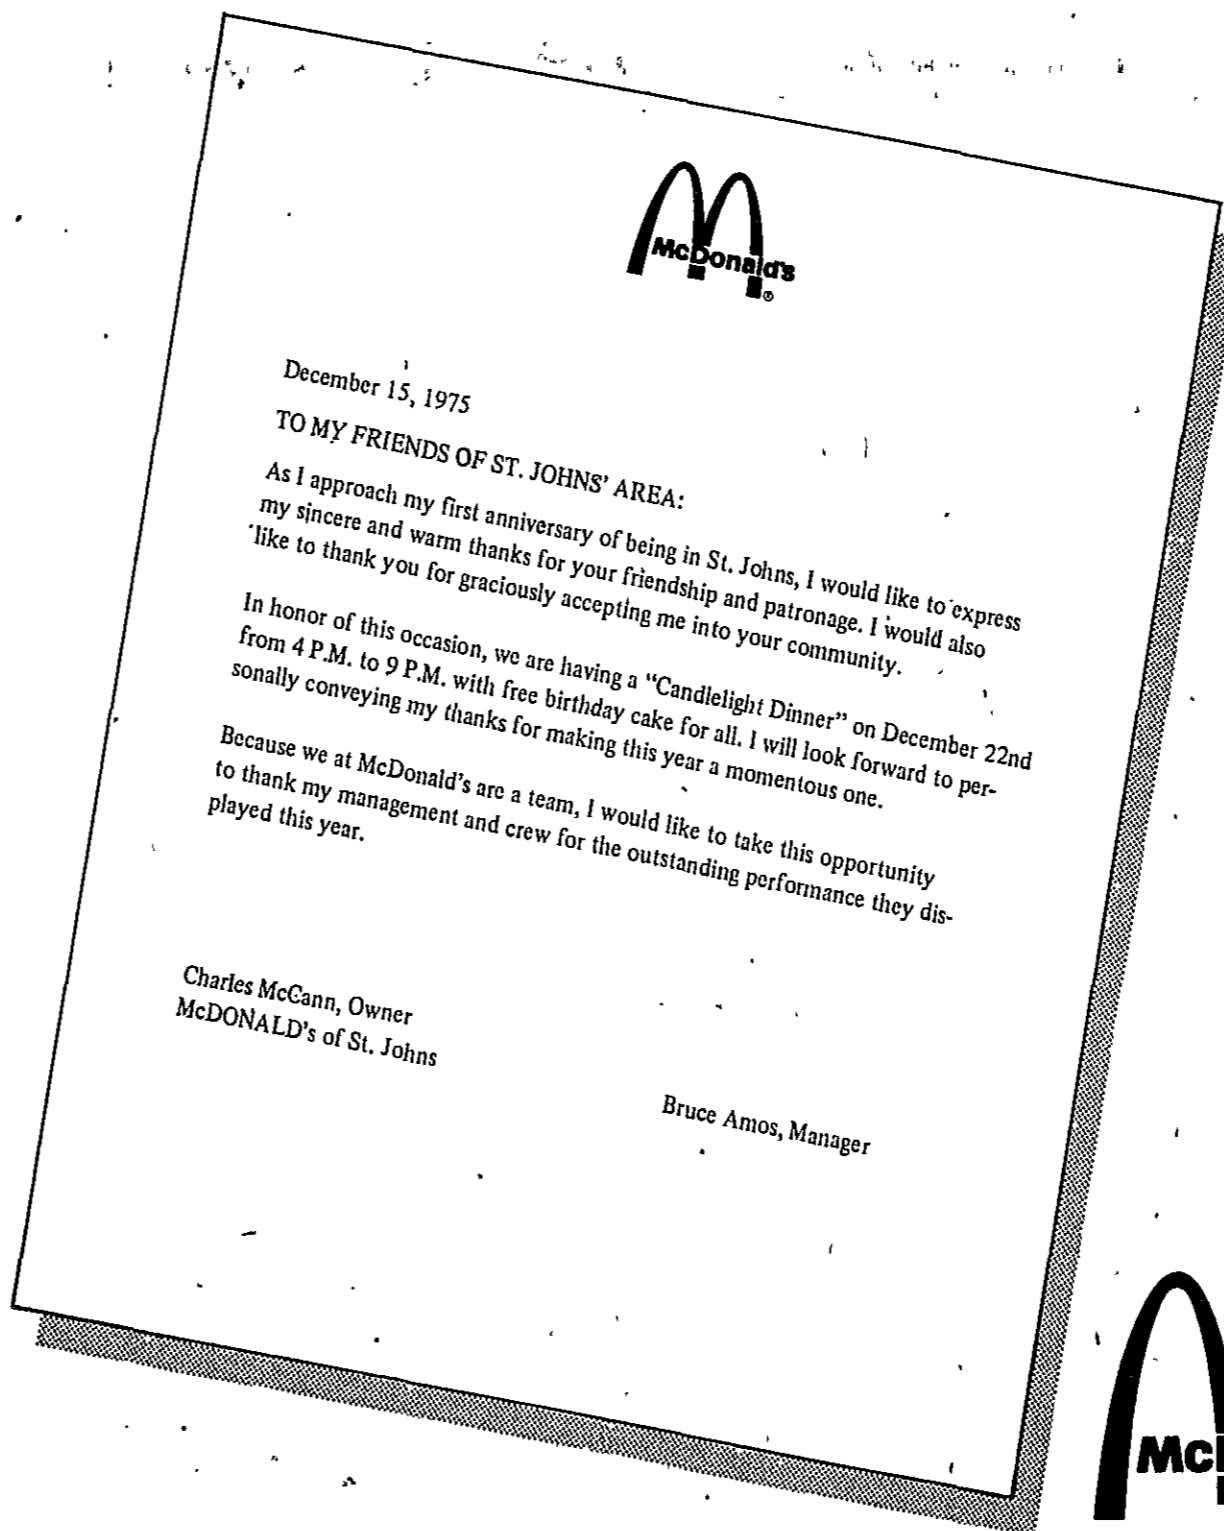 McDonald's
®
December 15, 1975
TO MY FRIENDS OF ST. JOHNS' AREA:
As I approach my first anniversary of being in St. Johns, I would like to express
my sincere and warm thanks for your friendship and patronage. I would also
like to thank you for graciously accepting me into your community.
In honor of this occasion, we are having a "Candlelight Dinner" on December 22nd
from 4 P.M. to 9 P.M. with free birthday cake for all. I will look forward to per-
sonally conveying my thanks for making this year a momentous one.
Because we at McDonald's are a team, I would like to take this opportunity
to thank my management and crew for the outstanding performance they dis-
played this year.
Charles McCann, Owner
McDONALD's of St. Johns
Bruce Amos, Manager
Mc